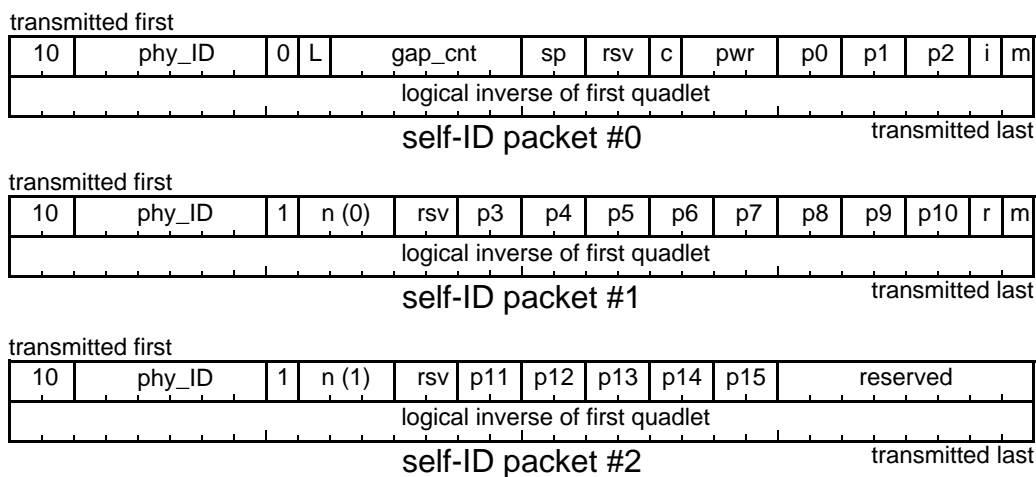 transmitted first
10 phy_ID 0 L gap_cnt sp rsv c pwr p0 p1 p2 i m
logical inverse of first quadlet
self-ID packet #0 transmitted last
transmitted first
10 phy_ID 1 n (0) rsv p3 p4 p5 p6 p7 p8 p9 p10 r m
logical inverse of first quadlet
self-ID packet #1 transmitted last
transmitted first
10 phy_ID 1 n (1) rsv p11 p12 p13 p14 p15 reserved
logical inverse of first quadlet
self-ID packet #2 transmitted last